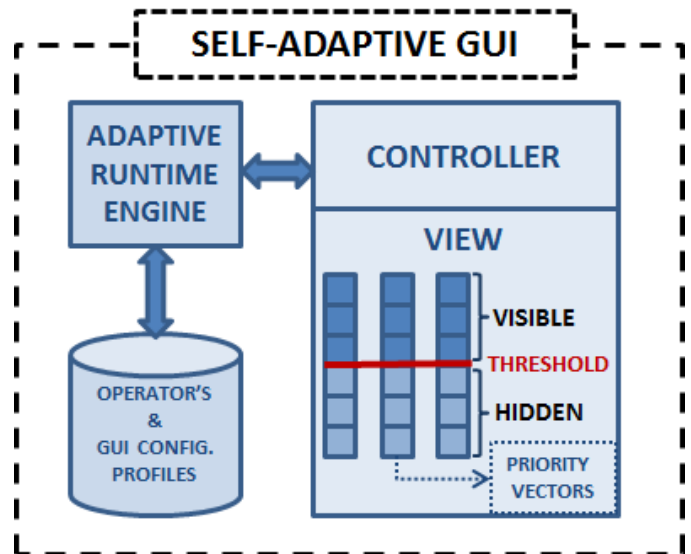 SELF-ADAPTIVE GUI
ADAPTIVE
RUNTIME
ENGINE
CONTROLLER
VIEW
VISIBLE
THRESHOLD
HIDDEN
OPERATOR'S
&
GUI CONFIG.
PROFILES
PRIORITY
VECTORS